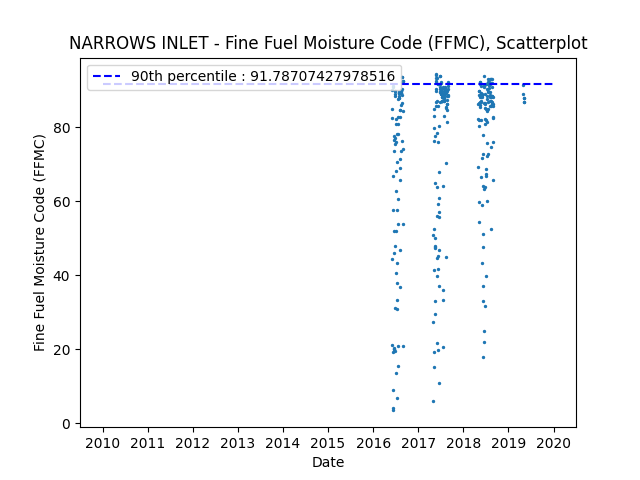 NARROWS INLET - Fine Fuel Moisture Code (FFMC), Scatterplot
90th percentile : 91.78707427978516
80
60
40
20
0
Fine Fuel Moisture Code (FFMC)
2010 2011 2012 2013 2014 2015 2016 2017 2018 2019 2020
Date